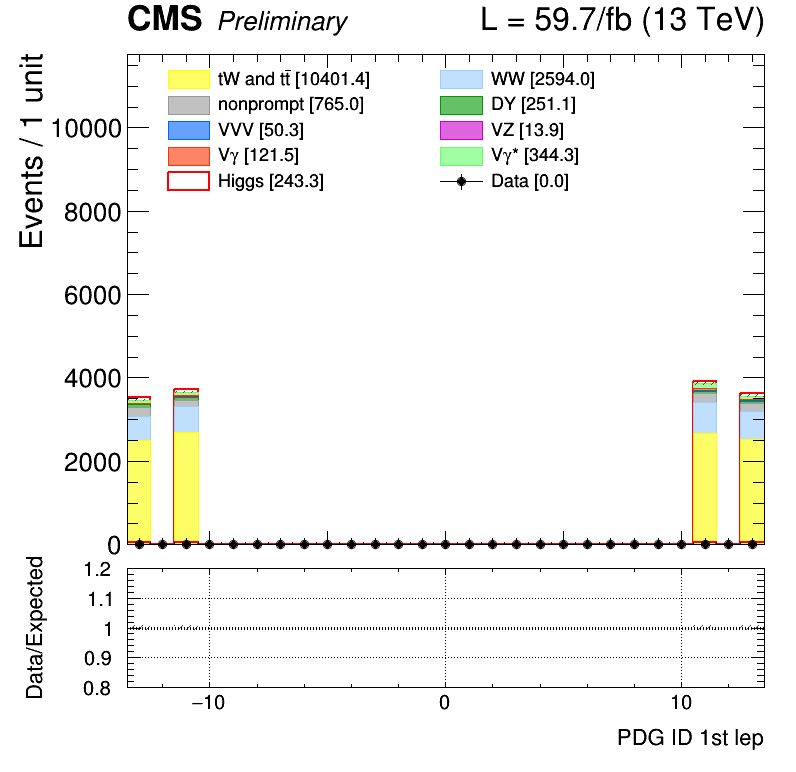 CMS Preliminary L = 59.7/fb (13 TeV)
Events / 1 unit
tW and tt̄ [10401.4] WW [2594.0]
nonprompt [765.0] DY [251.1]
VVV [50.3] VZ [13.9]
Vγ [121.5] Vγ* [344.3]
Higgs [243.3] Data [0.0]
10000
8000
6000
4000
2000
0
Data/Expected
1.2
1.1
1
0.9
0.8
−10 0 10
PDG ID 1st lep